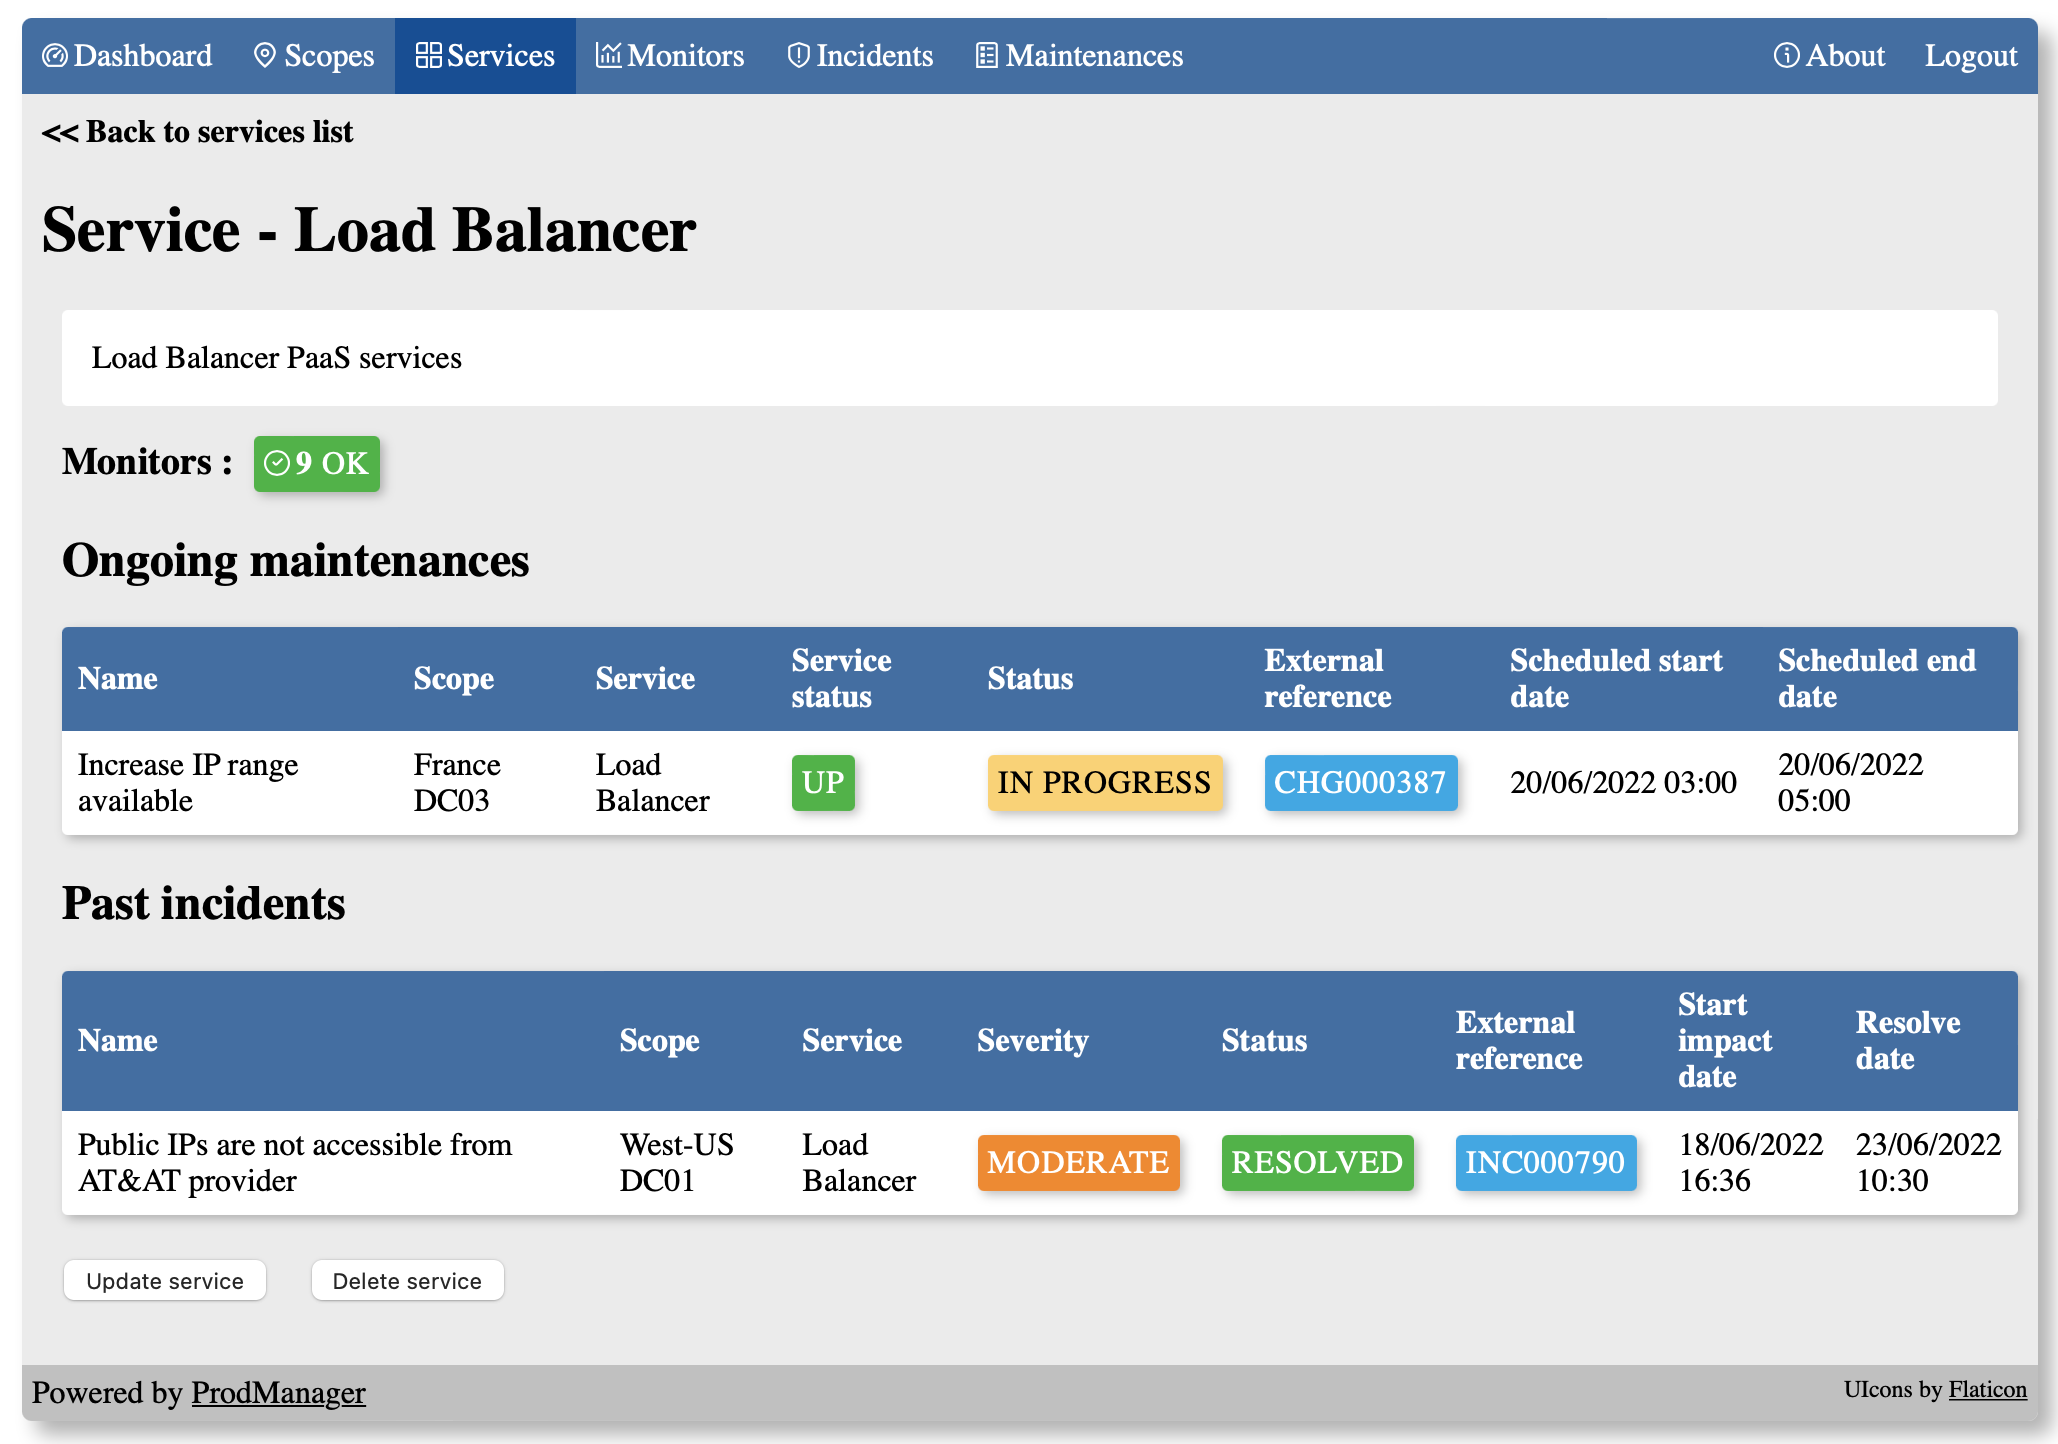 Dashboard Scopes Services Monitors Incidents Maintenances About Logout
<< Back to services list
Service - Load Balancer
Load Balancer PaaS services
Monitors : 9 OK
Ongoing maintenances
Name Scope Service Service status Status External reference Scheduled start date Scheduled end date
Increase IP range available France DC03 Load Balancer UP IN PROGRESS CHG000387 20/06/2022 03:00 20/06/2022 05:00
Past incidents
Name Scope Service Severity Status External reference Start impact date Resolve date
Public IPs are not accessible from AT&AT provider West-US DC01 Load Balancer MODERATE RESOLVED INC000790 18/06/2022 16:36 23/06/2022 10:30
Update service Delete service
Powered by ProdManager UIcons by Flaticon